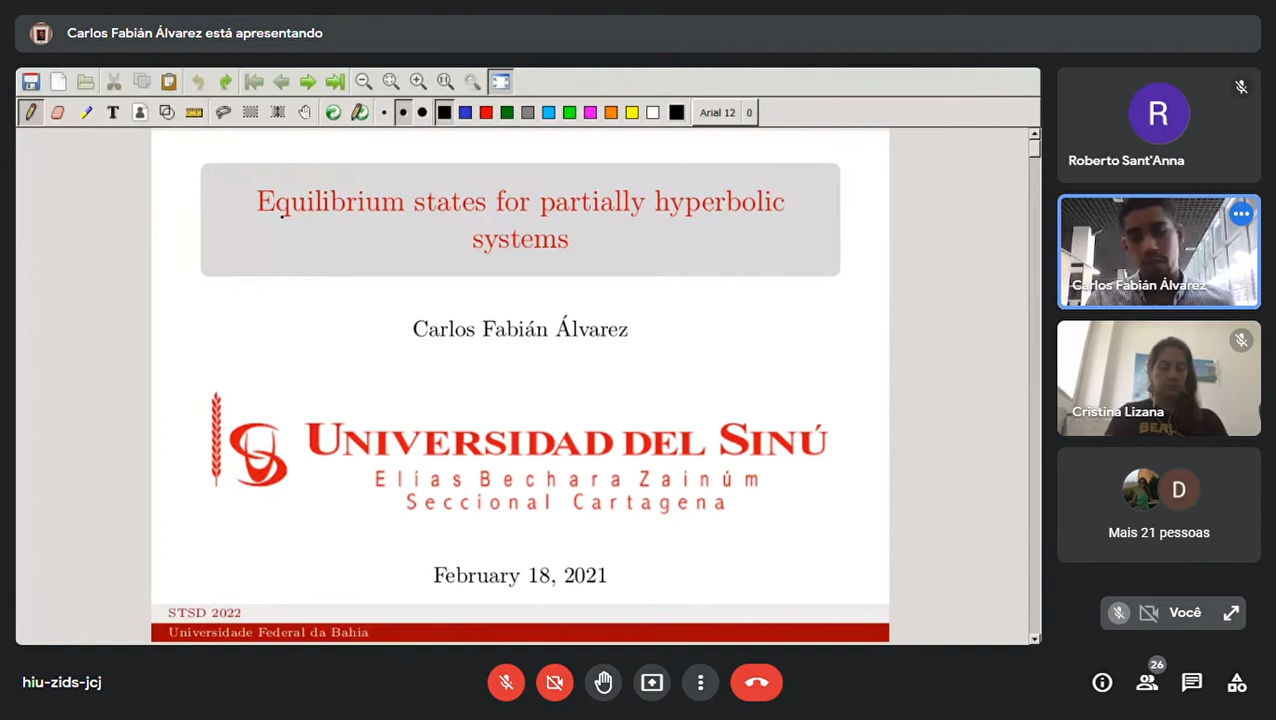 Carlos Fabián Álvarez está apresentando
T
Arial 12 0
Equilibrium states for partially hyperbolic
systems
Carlos Fabián Álvarez
UNIVERSIDAD DEL SINÚ
Elías Bechara Zainúm
Seccional Cartagena
February 18, 2021
STSD 2022
Universidade Federal da Bahia
R
Roberto Sant'Anna
Carlos Fabián Álvarez
Cristina Lizana
D
Mais 21 pessoas
Você
hiu-zids-jcj
26